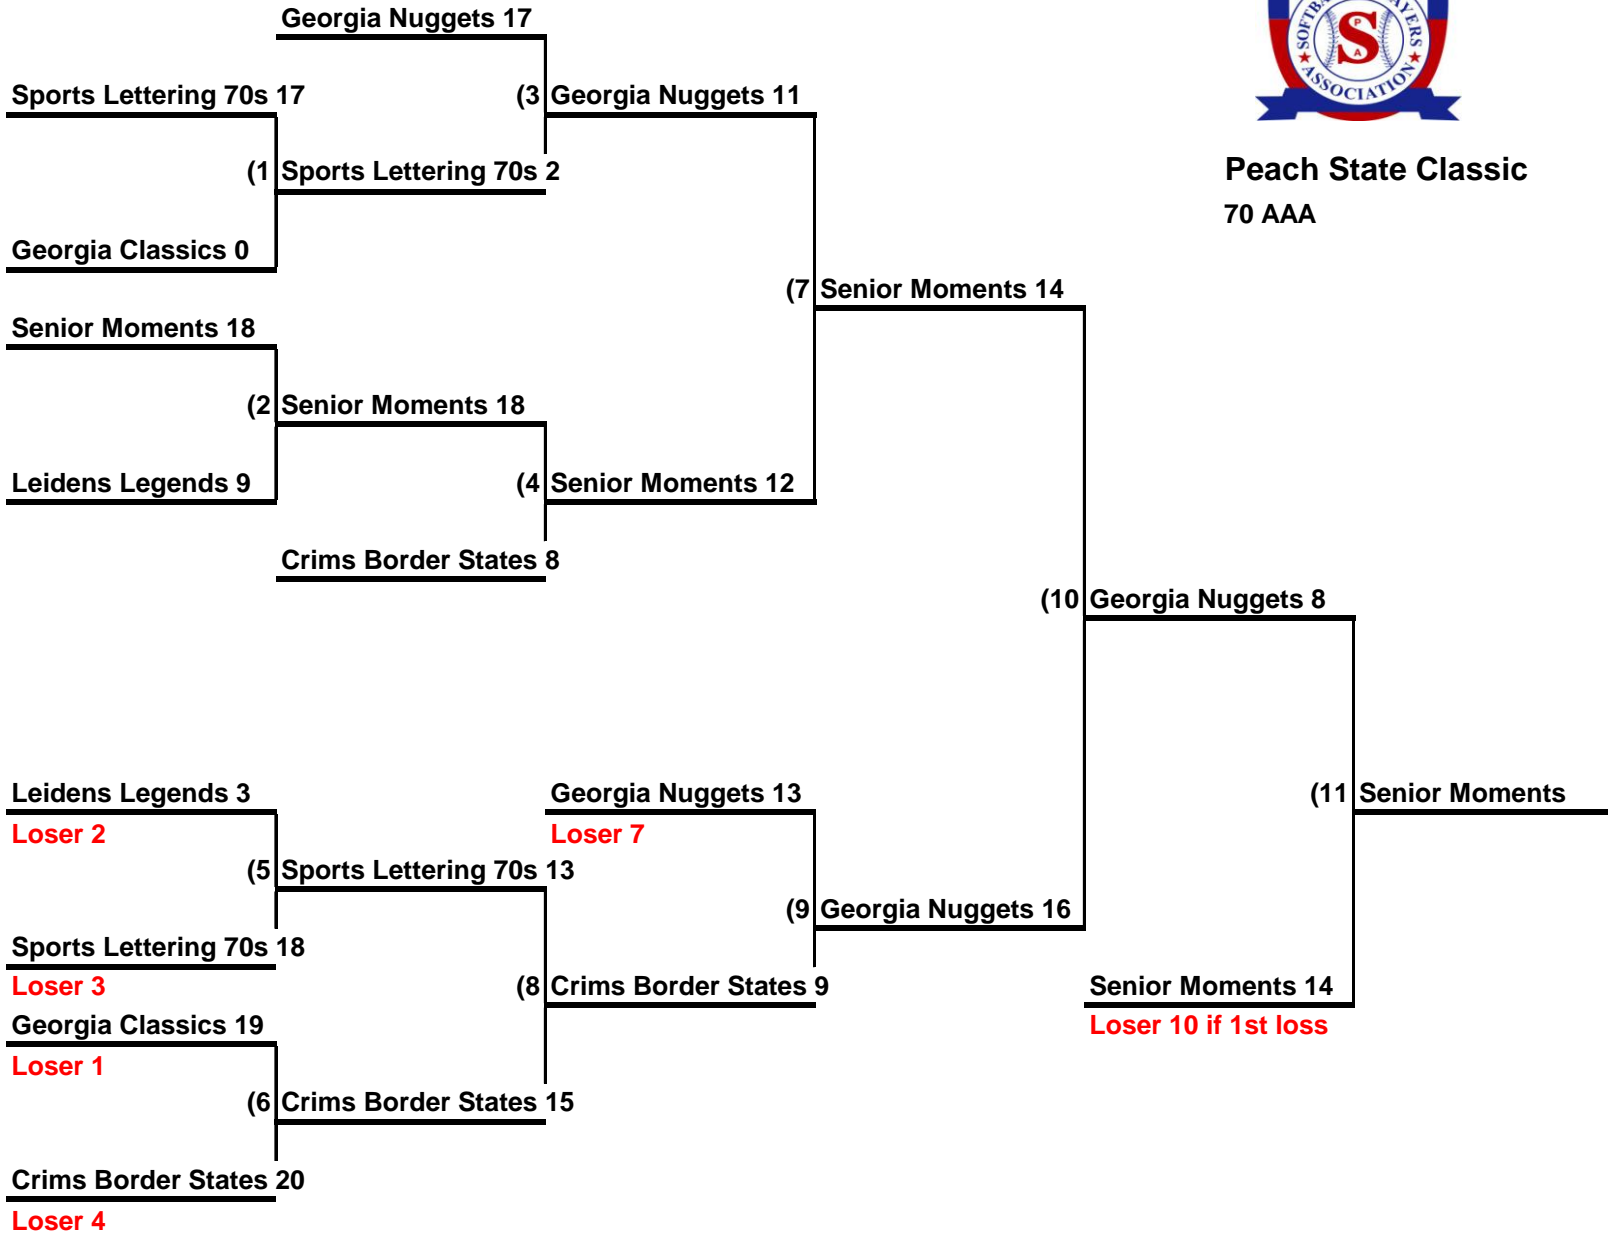 Georgia Nuggets 17
Sports Lettering 70s 17
(3 Georgia Nuggets 11
(1 Sports Lettering 70s 2
Georgia Classics 0
S
P
A
ASSOCIATION
Peach State Classic
70 AAA
(7 Senior Moments 14
Senior Moments 18
(2 Senior Moments 18
Leidens Legends 9
(4 Senior Moments 12
Crims Border States 8
(10 Georgia Nuggets 8
Leidens Legends 3
Loser 2
Georgia Nuggets 13
Loser 7
(11 Senior Moments
(5 Sports Lettering 70s 13
(9 Georgia Nuggets 16
Sports Lettering 70s 18
Loser 3
(8 Crims Border States 9
Senior Moments 14
Loser 10 if 1st loss
Georgia Classics 19
Loser 1
(6 Crims Border States 15
Crims Border States 20
Loser 4